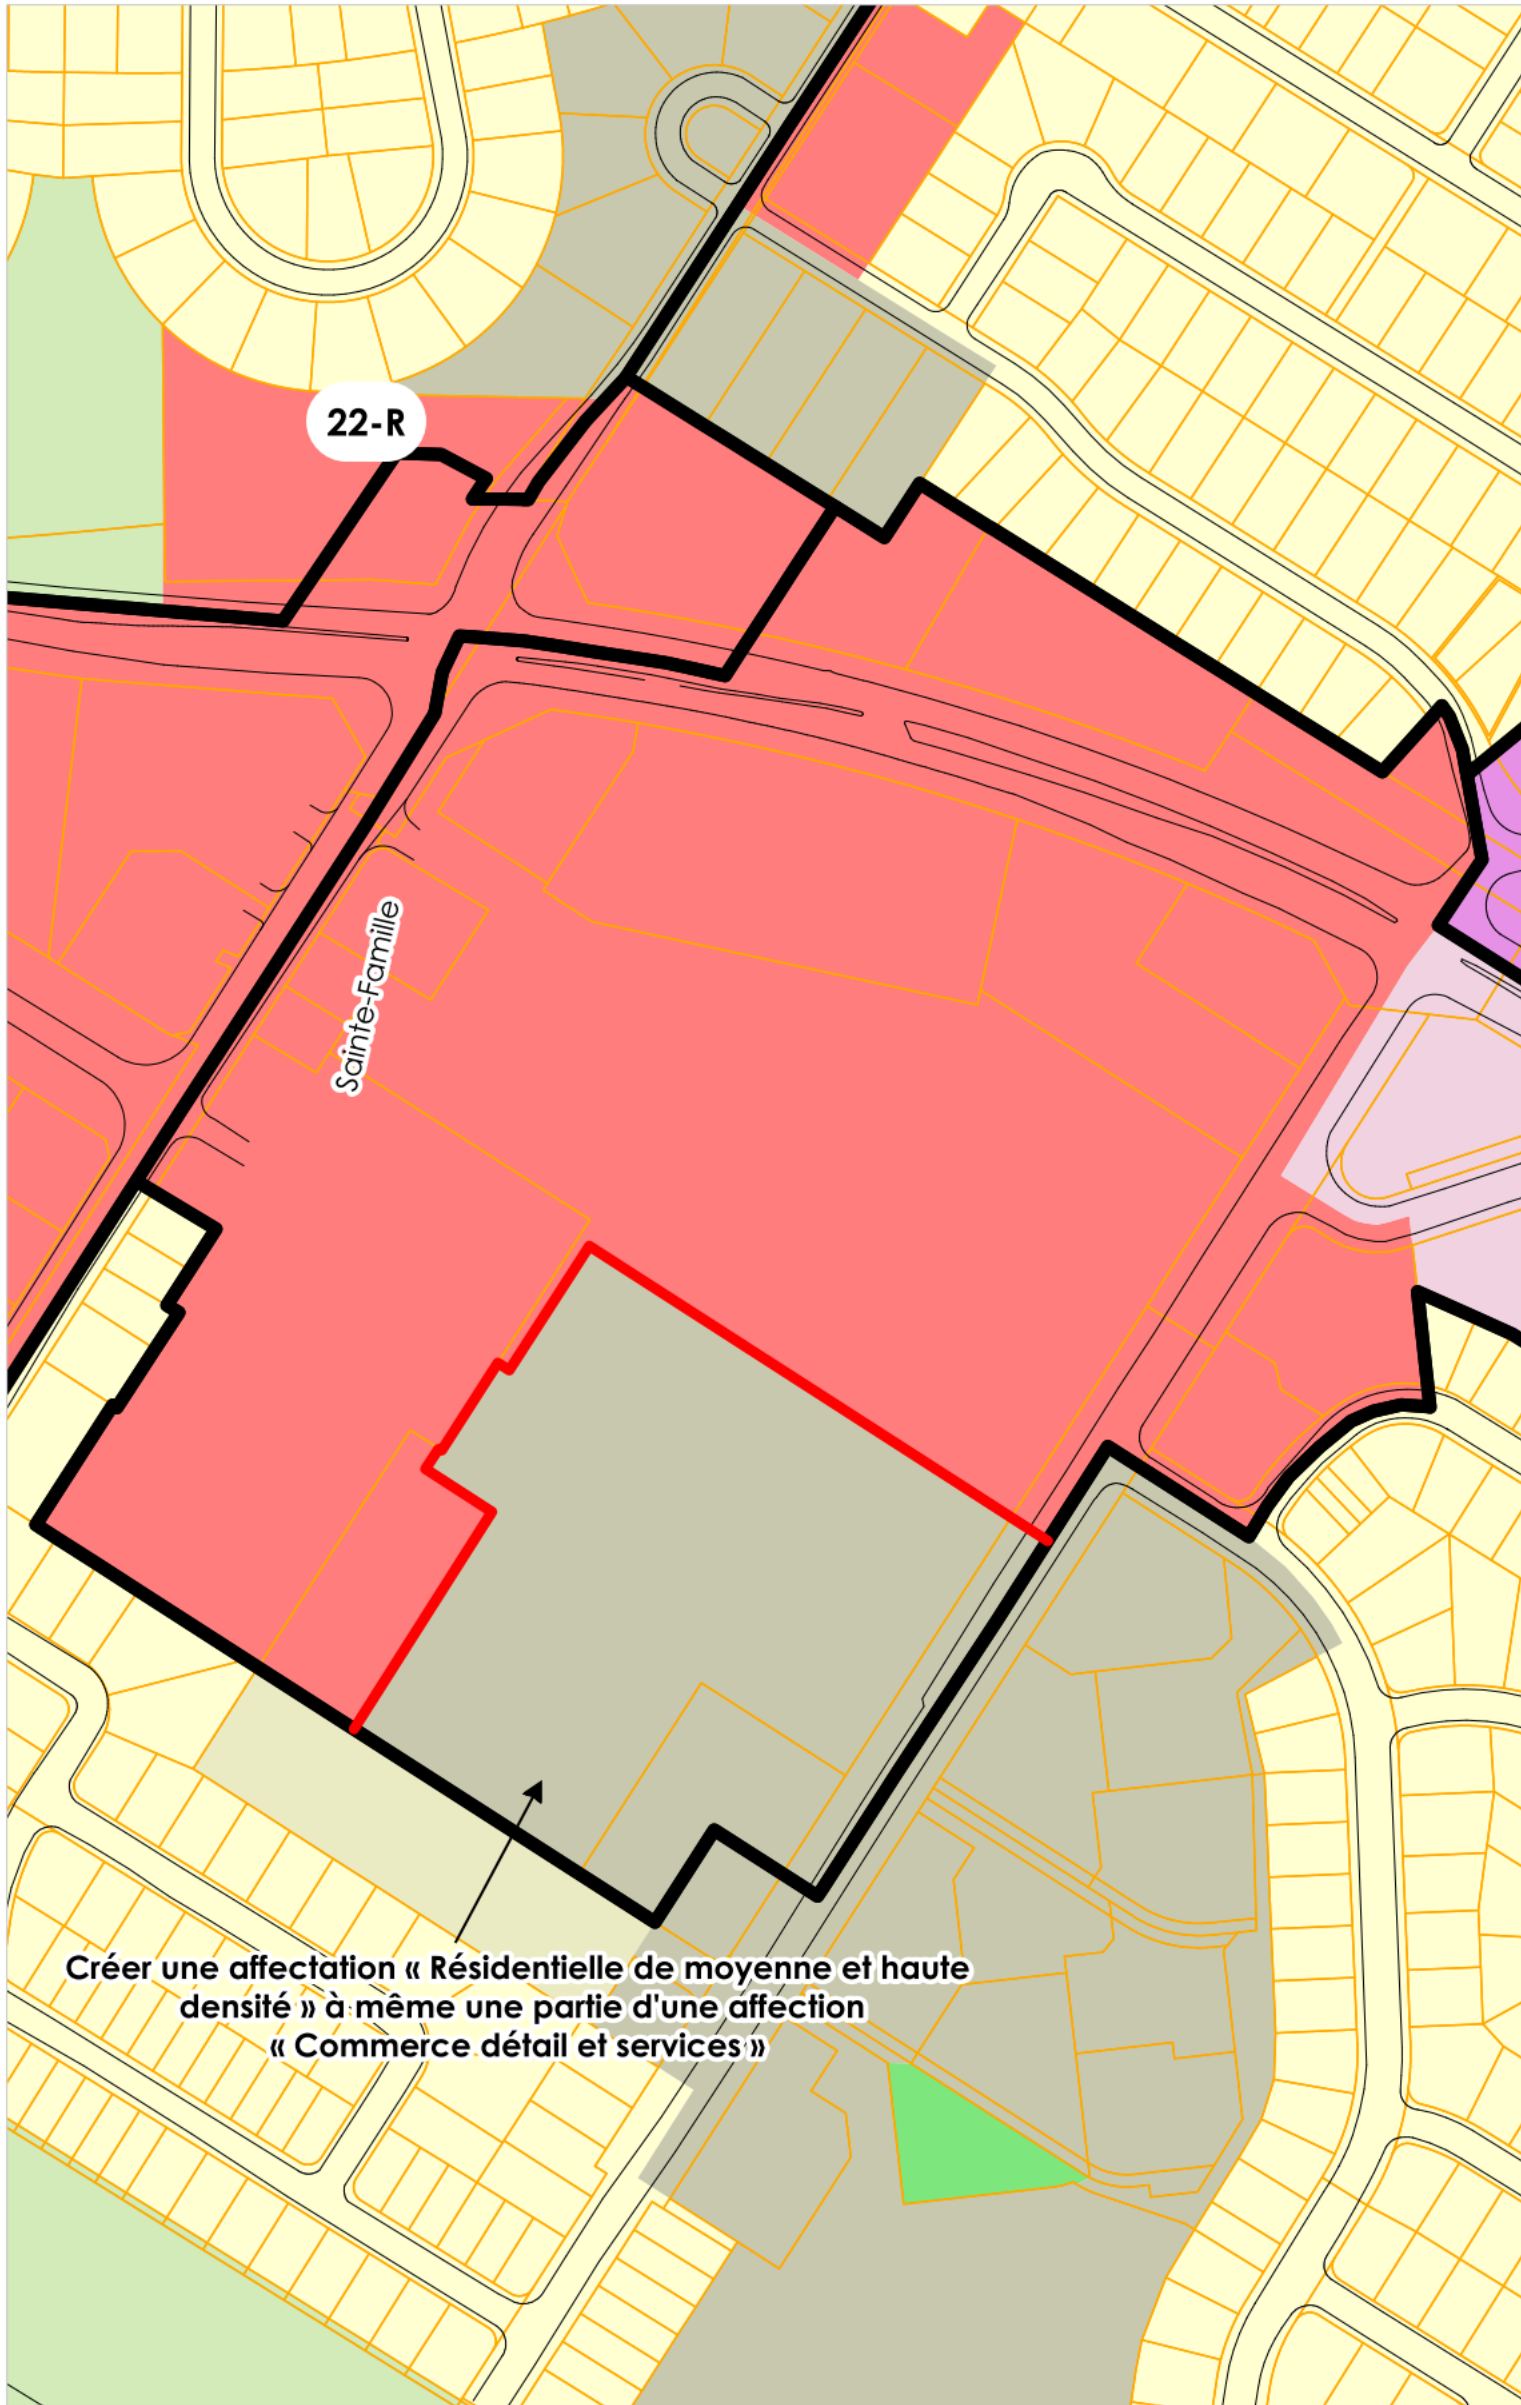 22-R
Sainte-Famille
Créer une affectation « Résidentielle de moyenne et haute
densité » à même une partie d'une affection
« Commerce détail et services »